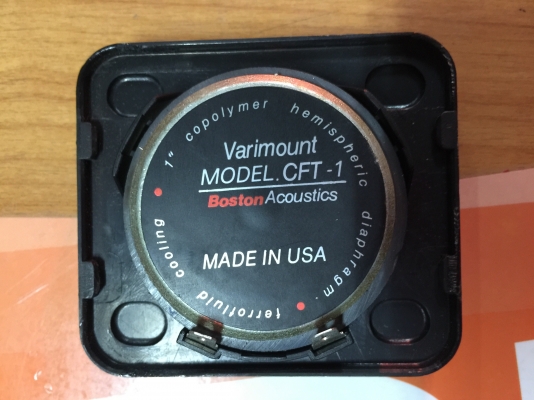 1" copolymer hemispheric diaphragm.
Varimount
MODEL.CFT-1
Boston Acoustics
MADE IN USA
ferrofluid cooling